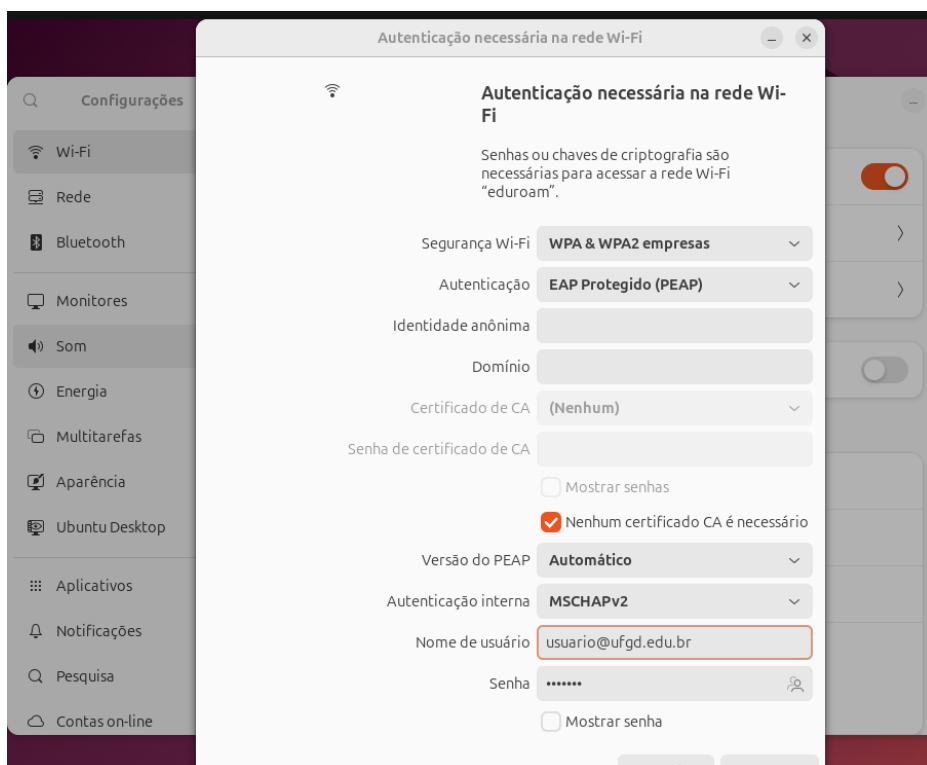 Autenticação necessária na rede Wi-Fi
Configurações
Wi-Fi
Rede
Bluetooth
Monitores
Som
Energia
Multitarefas
Aparência
Ubuntu Desktop
Aplicativos
Notificações
Pesquisa
Contas on-line
Autenticação necessária na rede Wi-
Fi
Senhas ou chaves de criptografia são
necessárias para acessar a rede Wi-Fi
“eduroam”.
Segurança Wi-Fi WPA & WPA2 empresas
Autenticação EAP Protegido (PEAP)
Identidade anônima
Domínio
Certificado de CA (Nenhum)
Senha de certificado de CA
Mostrar senhas
Nenhum certificado CA é necessário
Versão do PEAP Automático
Autenticação interna MSCHAPv2
Nome de usuário usuario@ufgd.edu.br
Senha •••••••
Mostrar senha